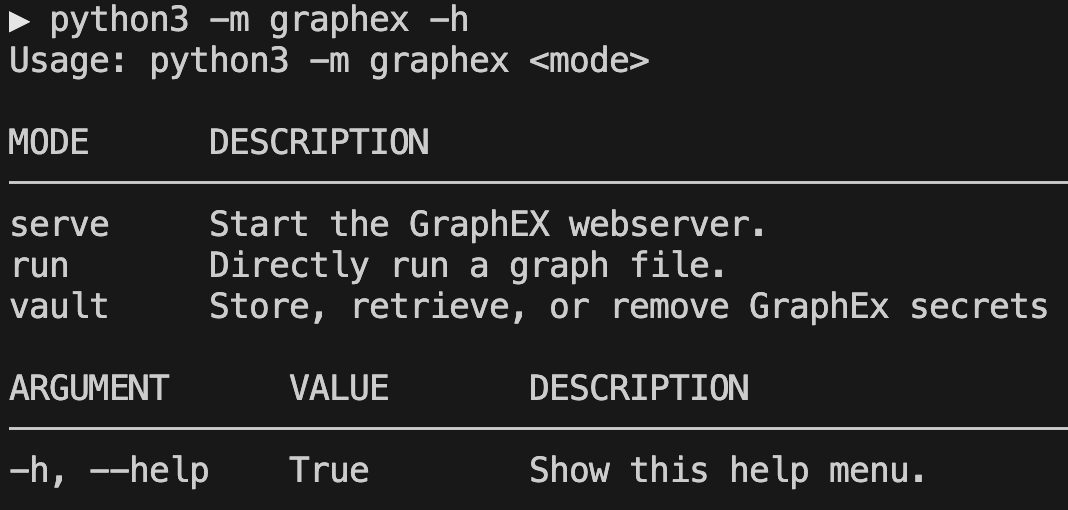 ▶ python3 -m graphex -h
Usage: python3 -m graphex <mode>
MODE DESCRIPTION
serve Start the GraphEX webserver.
run Directly run a graph file.
vault Store, retrieve, or remove GraphEx secrets
ARGUMENT VALUE DESCRIPTION
-h, --help True Show this help menu.